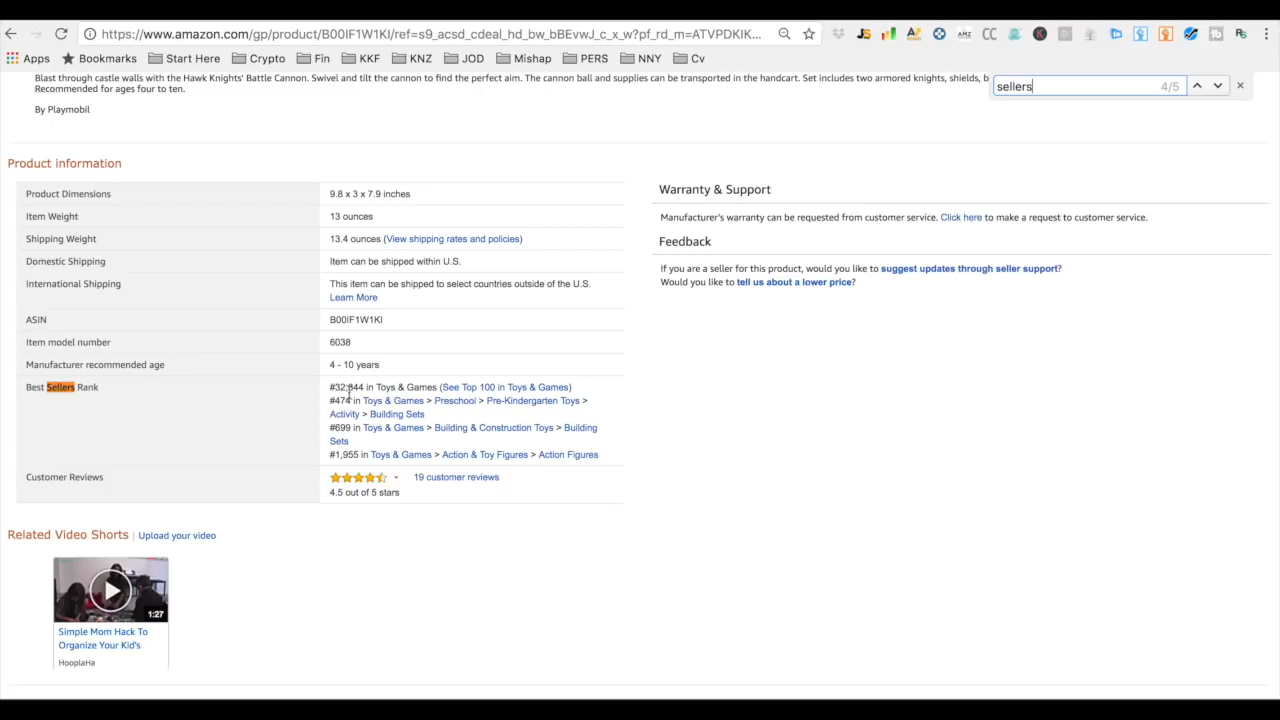 https://www.amazon.com/gp/product/B00IF1W1KI/ref=s9_acsd_cdeal_hd_bw_bBEvwJ_c_x_w?pf_rd_m=ATVPDKIK...
Apps Bookmarks Start Here Crypto Fin KKF KNZ JOD Mishap PERS NNY Cv
sellers 4/5
Blast through castle walls with the Hawk Knights' Battle Cannon. Swivel and tilt the cannon to find the perfect aim. The cannon ball and supplies can be transported in the handcart. Set includes two armored knights, shields, b
Recommended for ages four to ten.
By Playmobil
Product information
Product Dimensions 9.8 x 3 x 7.9 inches
Item Weight 13 ounces
Shipping Weight 13.4 ounces (View shipping rates and policies)
Domestic Shipping Item can be shipped within U.S.
International Shipping This item can be shipped to select countries outside of the U.S.
Learn More
ASIN B00IF1W1KI
Item model number 6038
Manufacturer recommended age 4 - 10 years
Best Sellers Rank #32,844 in Toys & Games (See Top 100 in Toys & Games)
#474 in Toys & Games > Preschool > Pre-Kindergarten Toys >
Activity > Building Sets
#699 in Toys & Games > Building & Construction Toys > Building
Sets
#1,955 in Toys & Games > Action & Toy Figures > Action Figures
Customer Reviews 19 customer reviews
4.5 out of 5 stars
Warranty & Support
Manufacturer's warranty can be requested from customer service. Click here to make a request to customer service.
Feedback
If you are a seller for this product, would you like to suggest updates through seller support?
Would you like to tell us about a lower price?
Related Video Shorts | Upload your video
1:27
Simple Mom Hack To
Organize Your Kid's
HooplaHa